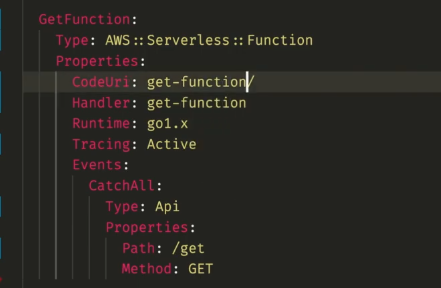 GetFunction:
Type: AWS::Serverless::Function
Properties:
CodeUri: get-function/
Handler: get-function
Runtime: go1.x
Tracing: Active
Events:
CatchAll:
Type: Api
Properties:
Path: /get
Method: GET